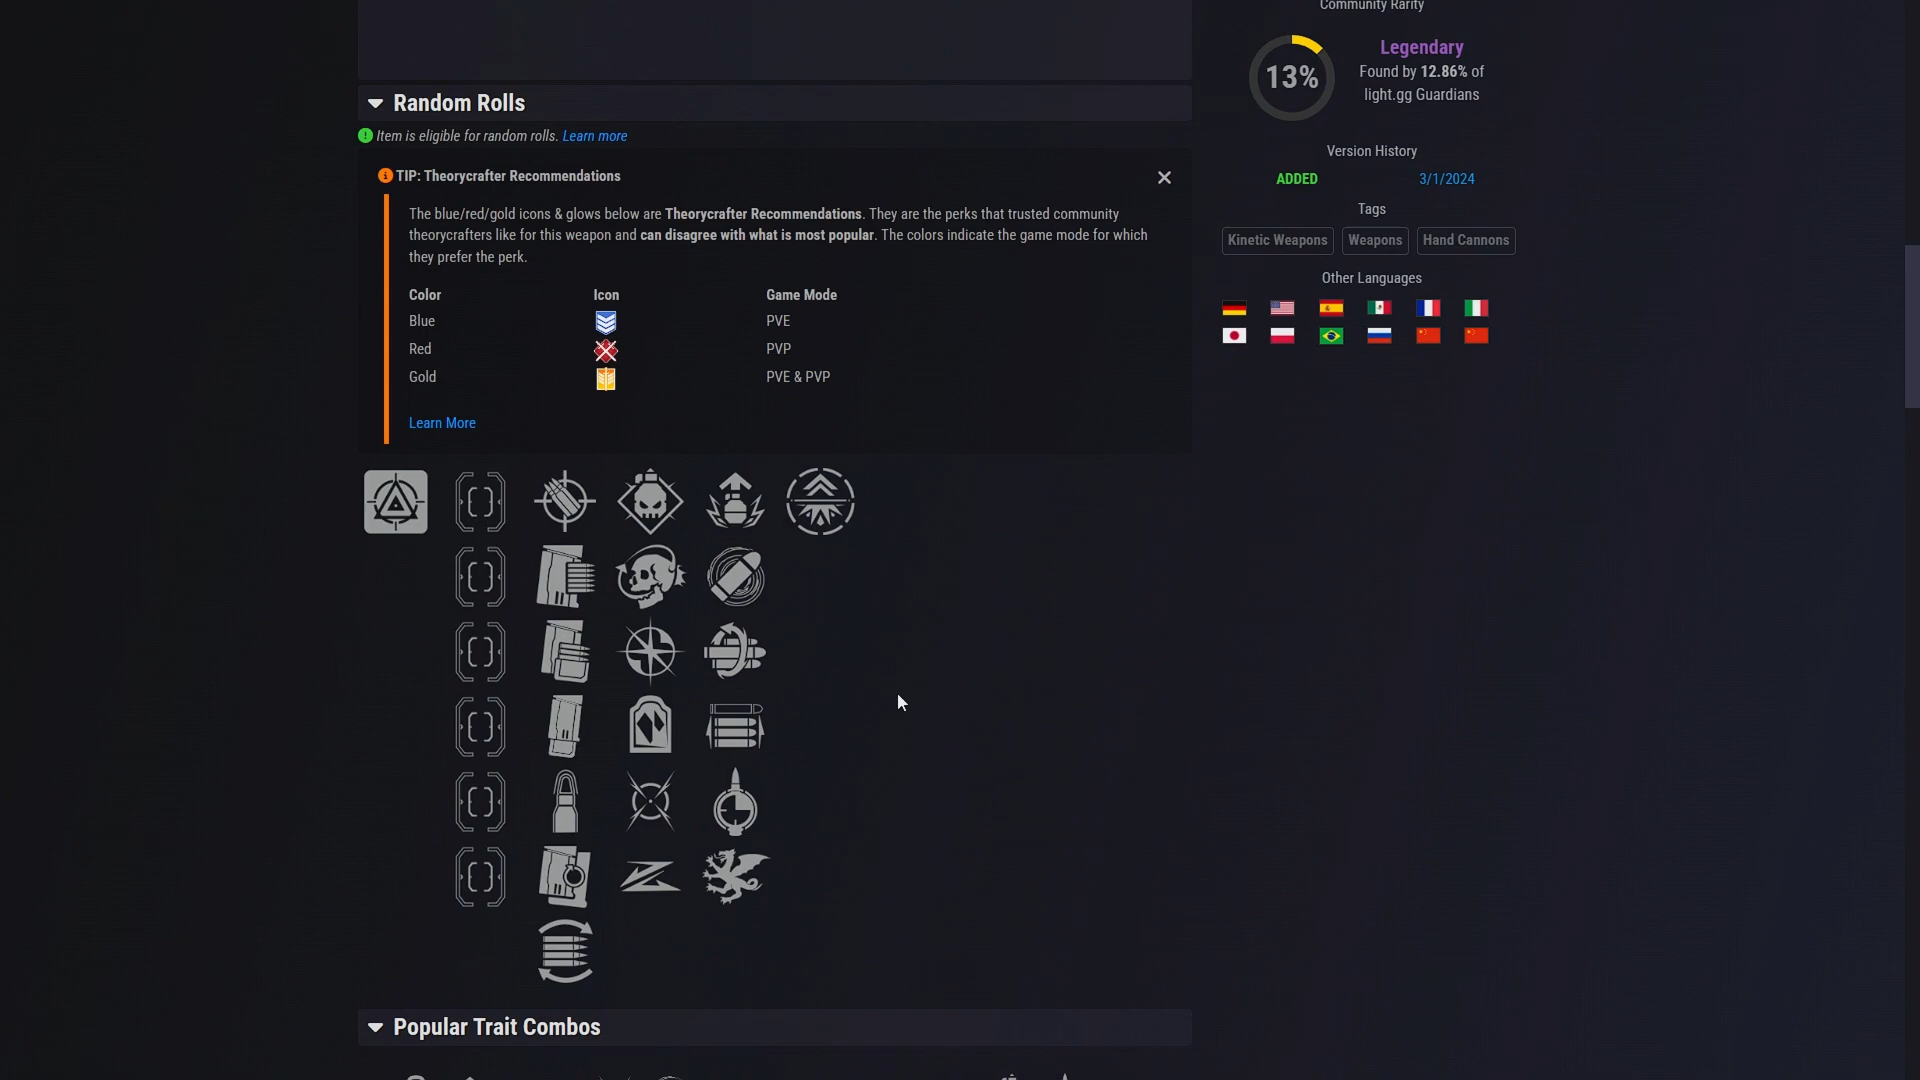 Community Rarity
13%
Legendary
Found by 12.86% of
light.gg Guardians
Random Rolls
Item is eligible for random rolls. Learn more
Version History
ADDED 3/1/2024
TIP: Theorycrafter Recommendations
Tags
The blue/red/gold icons & glows below are Theorycrafter Recommendations. They are the perks that trusted community
theorycrafters like for this weapon and can disagree with what is most popular. The colors indicate the game mode for which
they prefer the perk.
Kinetic Weapons Weapons Hand Cannons
Other Languages
Color Icon Game Mode
Blue PVE
Red PVP
Gold PVE & PVP
Learn More
Popular Trait Combos